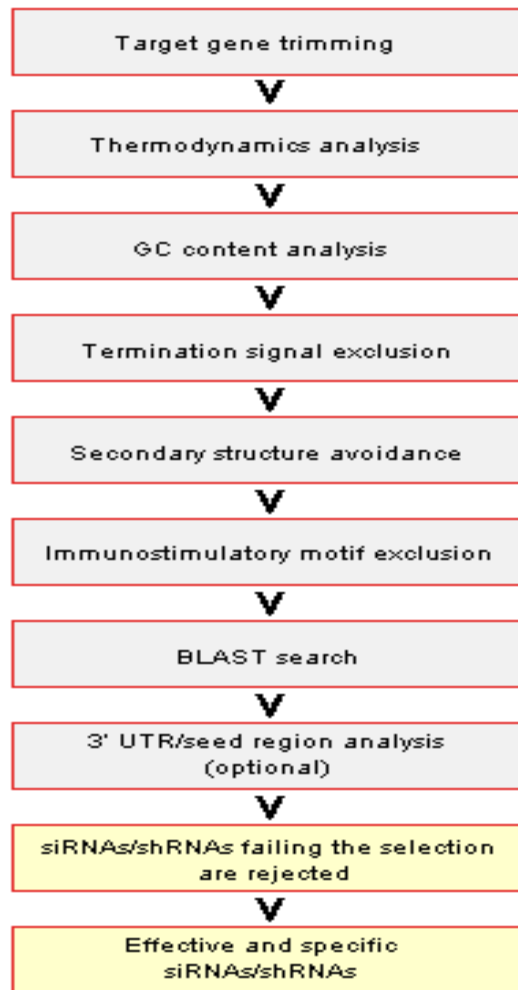 Target gene trimming
Thermodynamics analysis
GC content analysis
Termination signal exclusion
Secondary structure avoidance
Immunostimulatory motif exclusion
BLAST search
3' UTR/seed region analysis
(optional)
siRNAs/shRNAs failing the selection
are rejected
Effective and specific
siRNAs/shRNAs